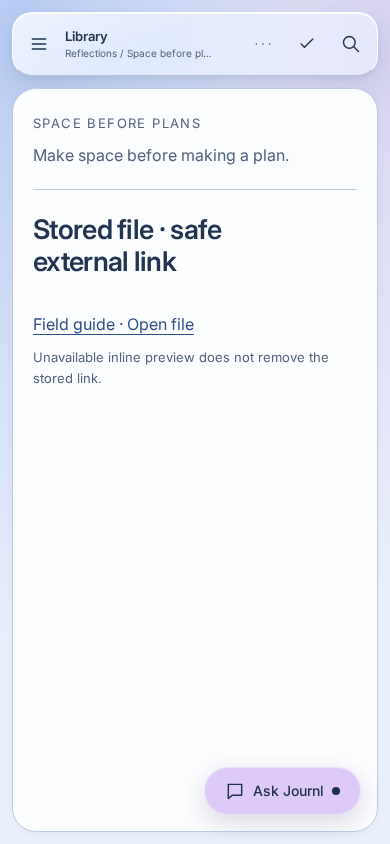 Library
Reflections / Space before pl...
...
SPACE BEFORE PLANS
Make space before making a plan.
Stored file · safe
external link
Field guide · Open file
Unavailable inline preview does not remove the
stored link.
Ask Journl